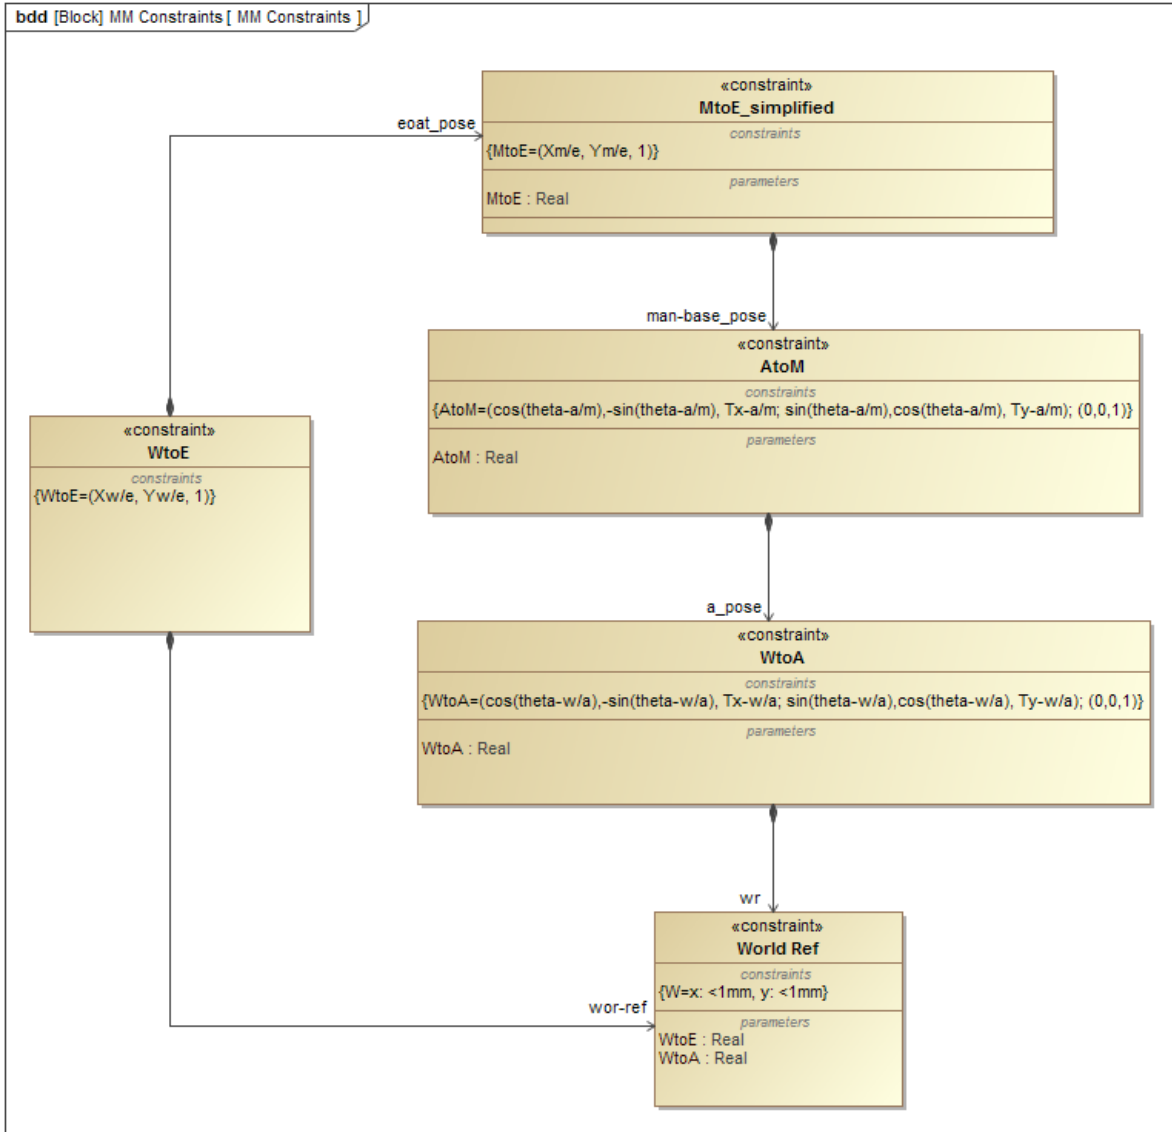 bdd [Block] MM Constraints [ MM Constraints ]
«constraint»
MtoE_simplified
constraints
{MtoE=(Xm/e, Ym/e, 1)}
parameters
MtoE : Real
eoat_pose
man-base_pose
«constraint»
AtoM
constraints
{AtoM=(cos(theta-a/m),-sin(theta-a/m), Tx-a/m; sin(theta-a/m),cos(theta-a/m), Ty-a/m); (0,0,1)}
parameters
AtoM : Real
«constraint»
WtoE
constraints
{WtoE=(Xw/e, Yw/e, 1)}
a_pose
«constraint»
WtoA
constraints
{WtoA=(cos(theta-w/a),-sin(theta-w/a), Tx-w/a; sin(theta-w/a),cos(theta-w/a), Ty-w/a); (0,0,1)}
parameters
WtoA : Real
wr
«constraint»
World Ref
constraints
{W=x: <1mm, y: <1mm}
wor-ref
parameters
WtoE : Real
WtoA : Real